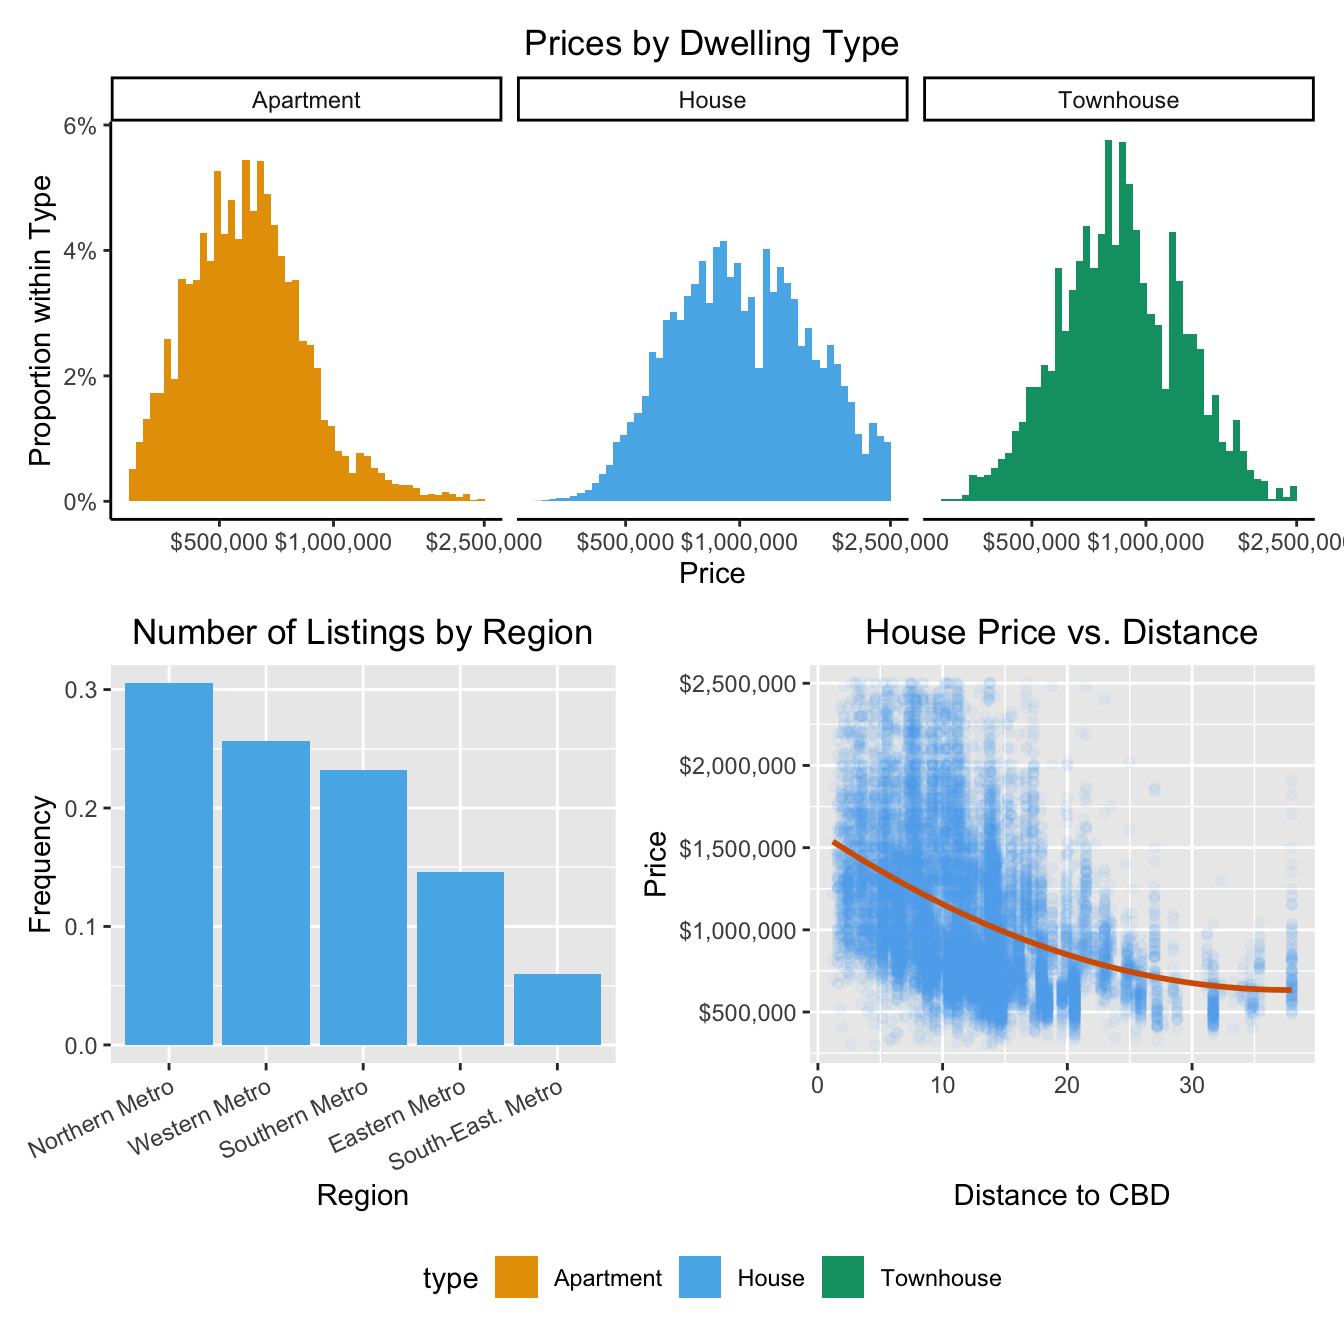 Prices by Dwelling Type
Apartment
House
Townhouse
Proportion within Type
6%
4%
2%
0%
$500,000 $1,000,000 $2,500,000
$500,000 $1,000,000 $2,500,000
$500,000 $1,000,000 $2,500,00
Price
Number of Listings by Region
Frequency
0.3
0.2
0.1
0.0
Northern Metro
Western Metro
Southern Metro
Eastern Metro
South-East. Metro
Region
House Price vs. Distance
Price
$2,500,000
$2,000,000
$1,500,000
$1,000,000
$500,000
0 10 20 30
Distance to CBD
type Apartment House Townhouse